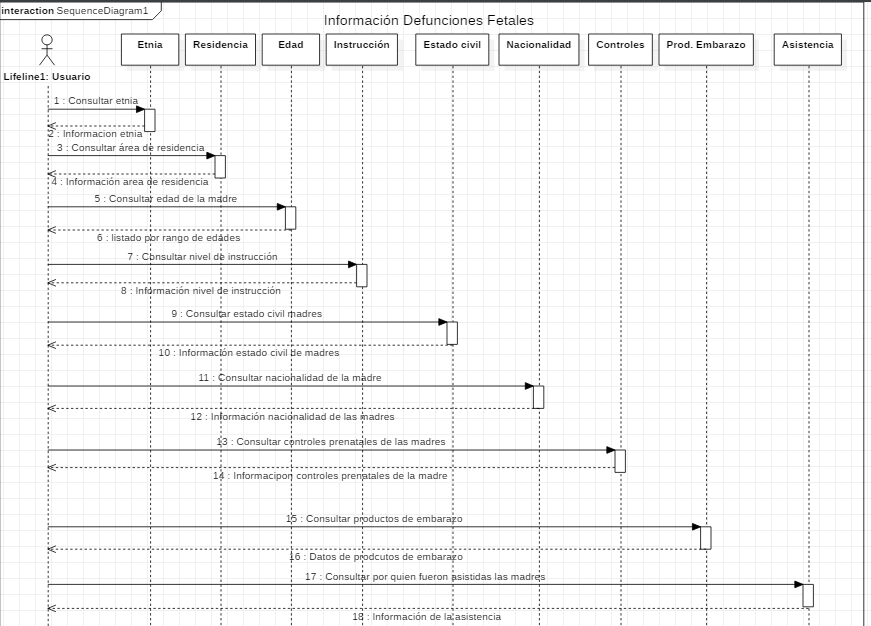 interaction SequenceDiagram1
Información Defunciones Fetales
Etnia
Residencia
Edad
Instrucción
Estado civil
Nacionalidad
Controles
Prod. Embarazo
Asistencia
Lifeline1: Usuario
1 : Consultar etnia
2 : Informacion etnia
3 : Consultar área de residencia
4 : Información area de residencia
5 : Consultar edad de la madre
6 : listado por rango de edades
7 : Consultar nivel de instrucción
8 : Información nivel de instrucción
9 : Consultar estado civil madres
10 : Información estado civil de madres
11 : Consultar nacionalidad de la madre
12 : Información nacionalidad de las madres
13 : Consultar controles prenatales de las madres
14 : Informacipon controles prenatales de la madre
15 : Consultar productos de embarazo
16 : Datos de prodcutos de embarazo
17 : Consultar por quien fueron asistidas las madres
18 : Información de la asistencia